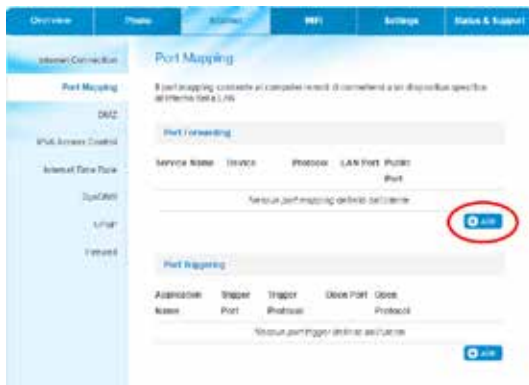 Overview Phone Internet WiFi Settings Status & Support
Internet Connection
Port Mapping
DMZ
IPv6 Access Control
Internet Time Rule
DynDNS
UPnP
Firewall
Port Mapping
Il port mapping consente ai computer remoti di connettersi a un dispositivo specifico
all'interno della LAN
Port Forwarding
Service Name Device Protocol LAN Port Public
Port
Nessun port mapping definito dall'utente
ADD
Port Triggering
Application Trigger Trigger Open Port Open
Name Port Protocol Protocol
Nessun port trigger definito dall'utente
ADD